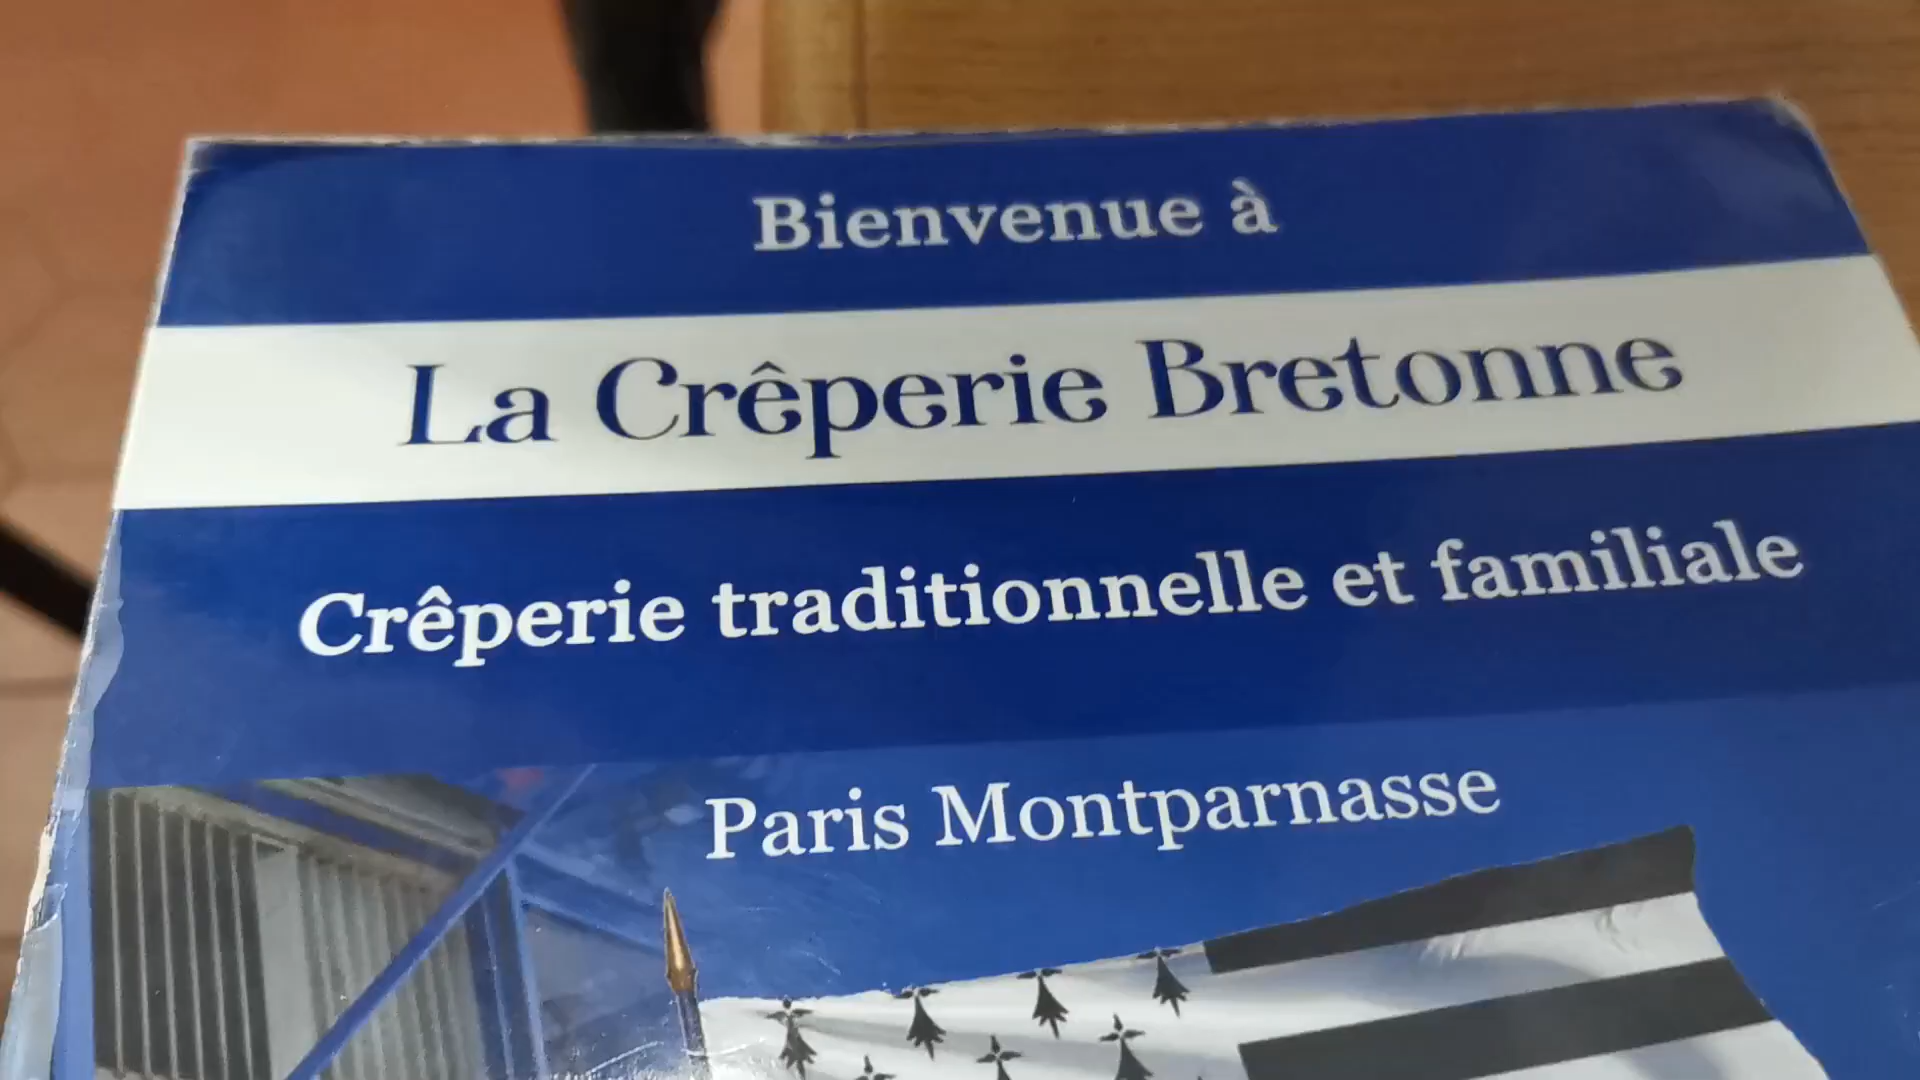 Bienvenue à
La Crêperie Bretonne
Crêperie traditionnelle et familiale
Paris Montparnasse